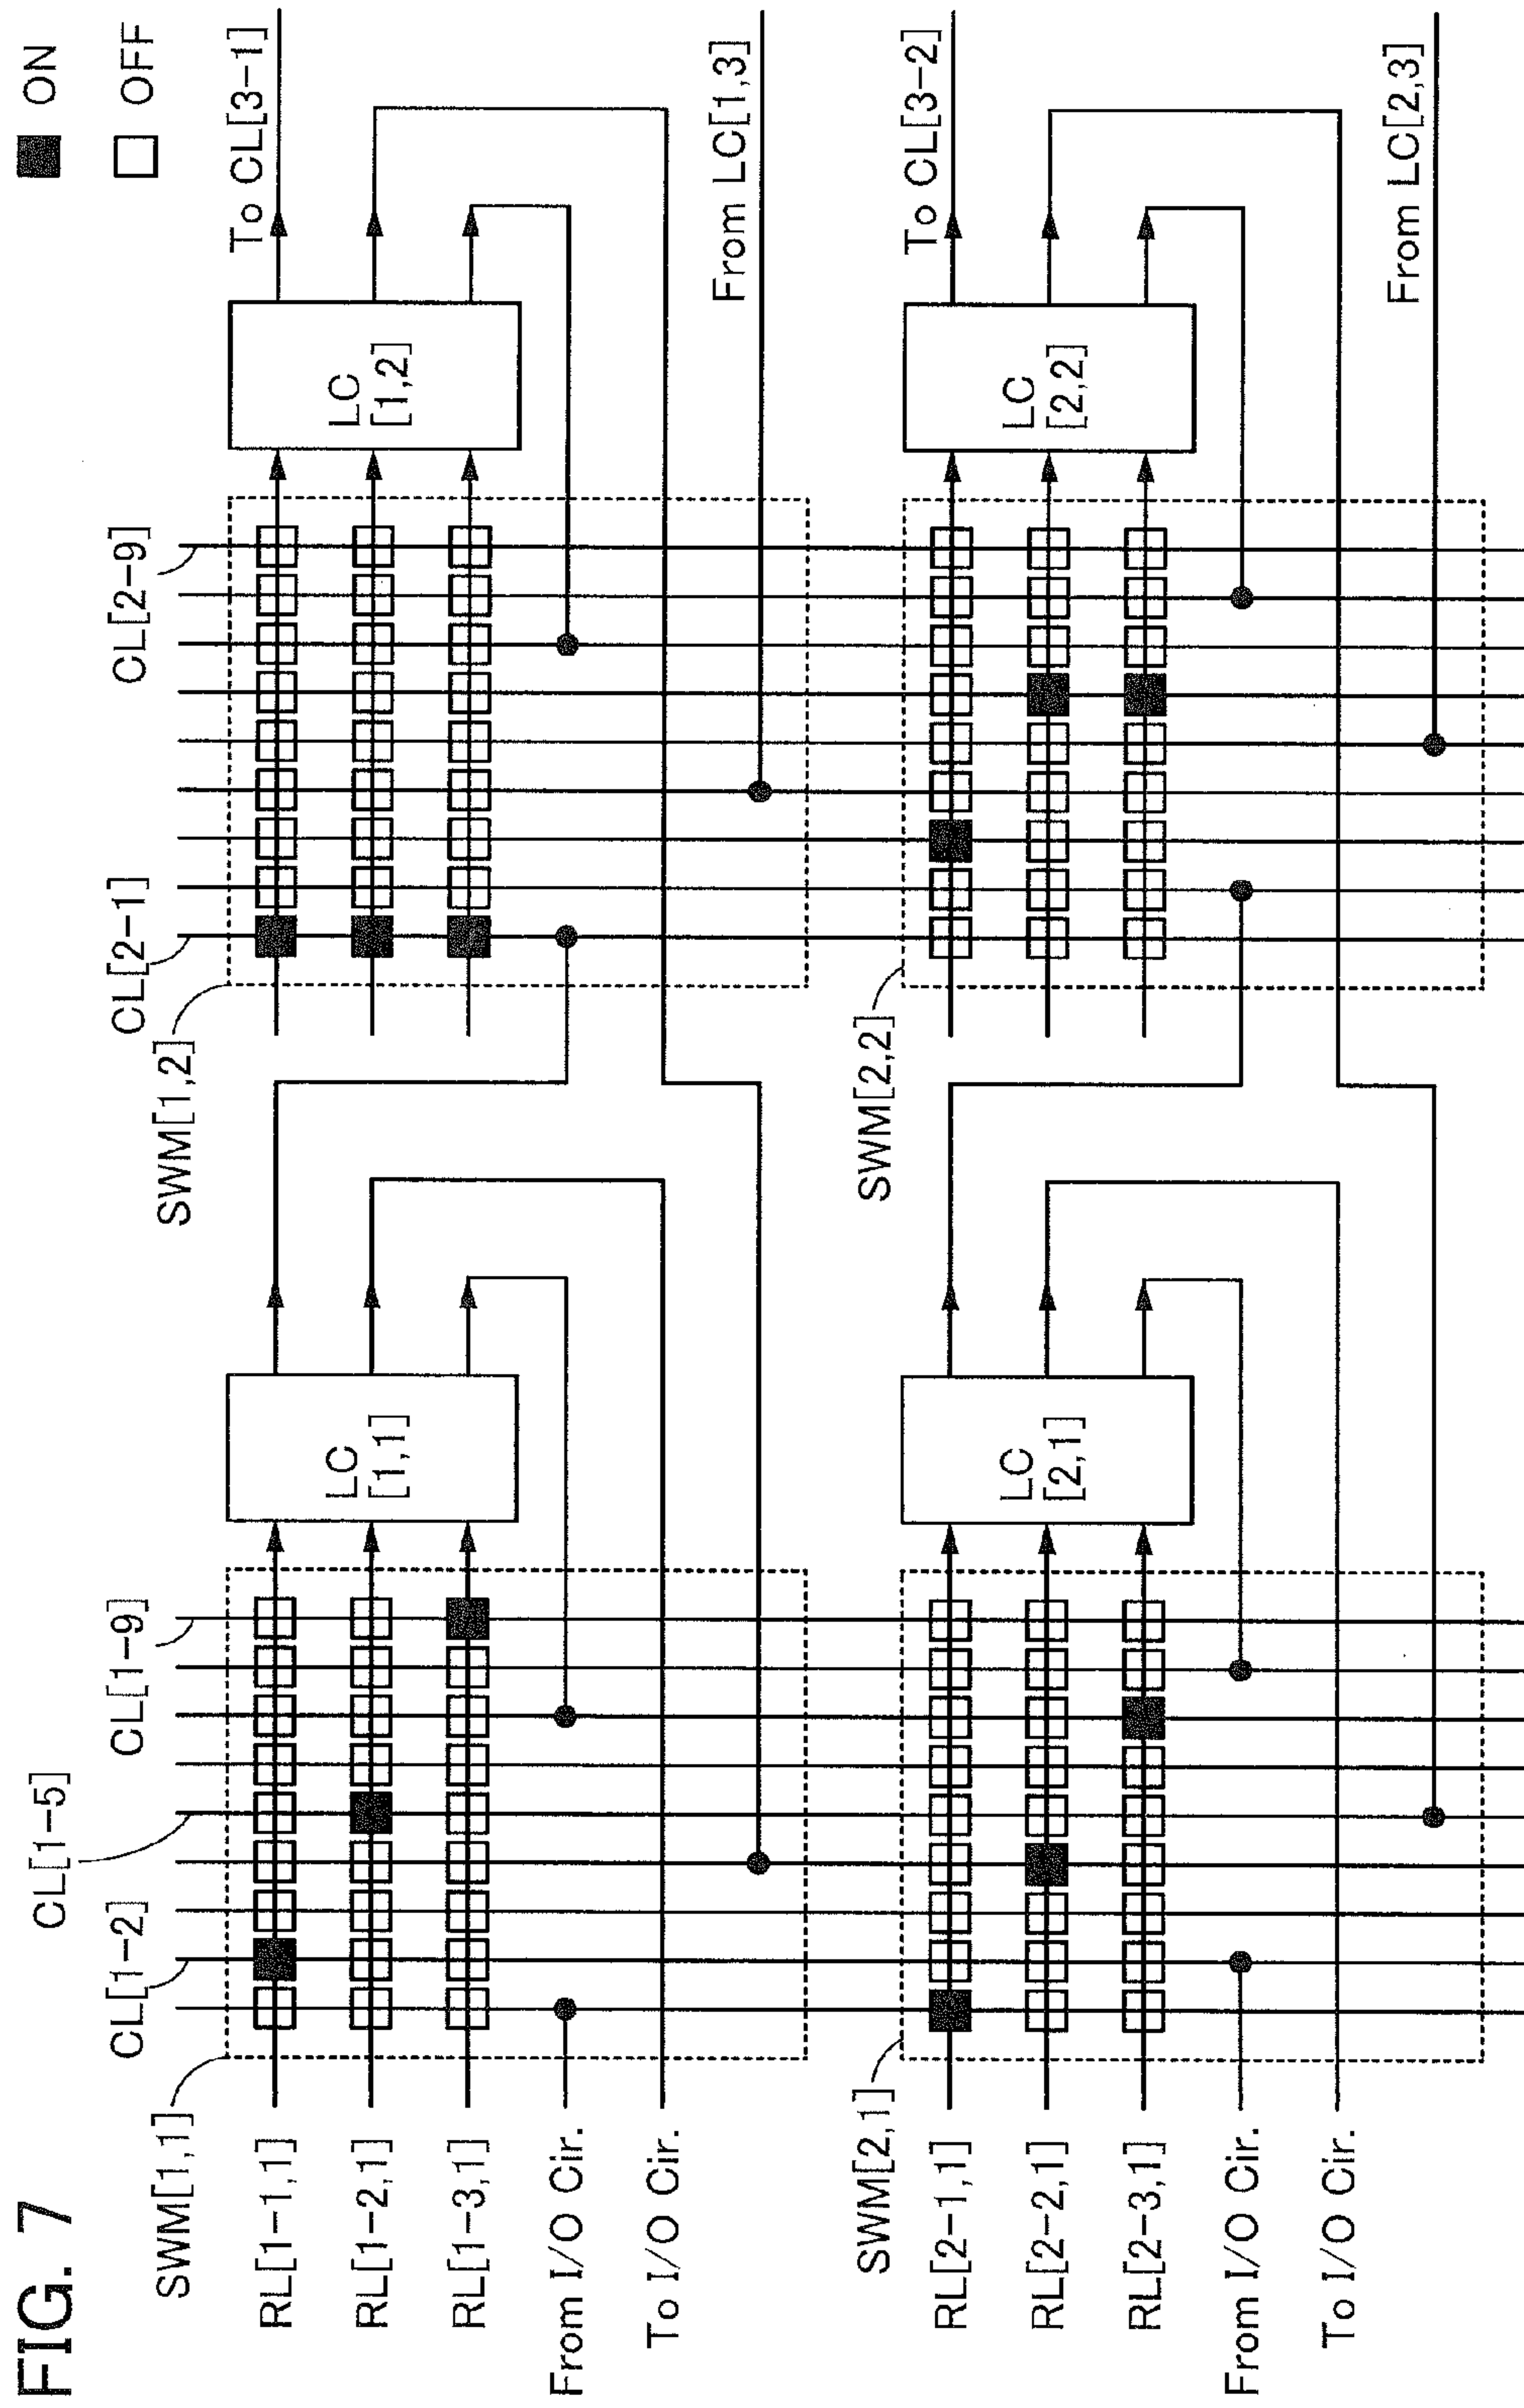 FIG. 7
ON
OFF
CL[1-2]
CL[1-5]
CL[1-9]
CL[2-1]
CL[2-9]
SWM[1,1]
SWM[1,2]
RL[1-1,1]
RL[1-2,1]
RL[1-3,1]
From I/O Cir.
To I/O Cir.
LC
[1,1]
LC
[1,2]
To CL[3-1]
From LC[1,3]
SWM[2,1]
SWM[2,2]
RL[2-1,1]
RL[2-2,1]
RL[2-3,1]
From I/O Cir.
To I/O Cir.
LC
[2,1]
LC
[2,2]
To CL[3-2]
From LC[2,3]